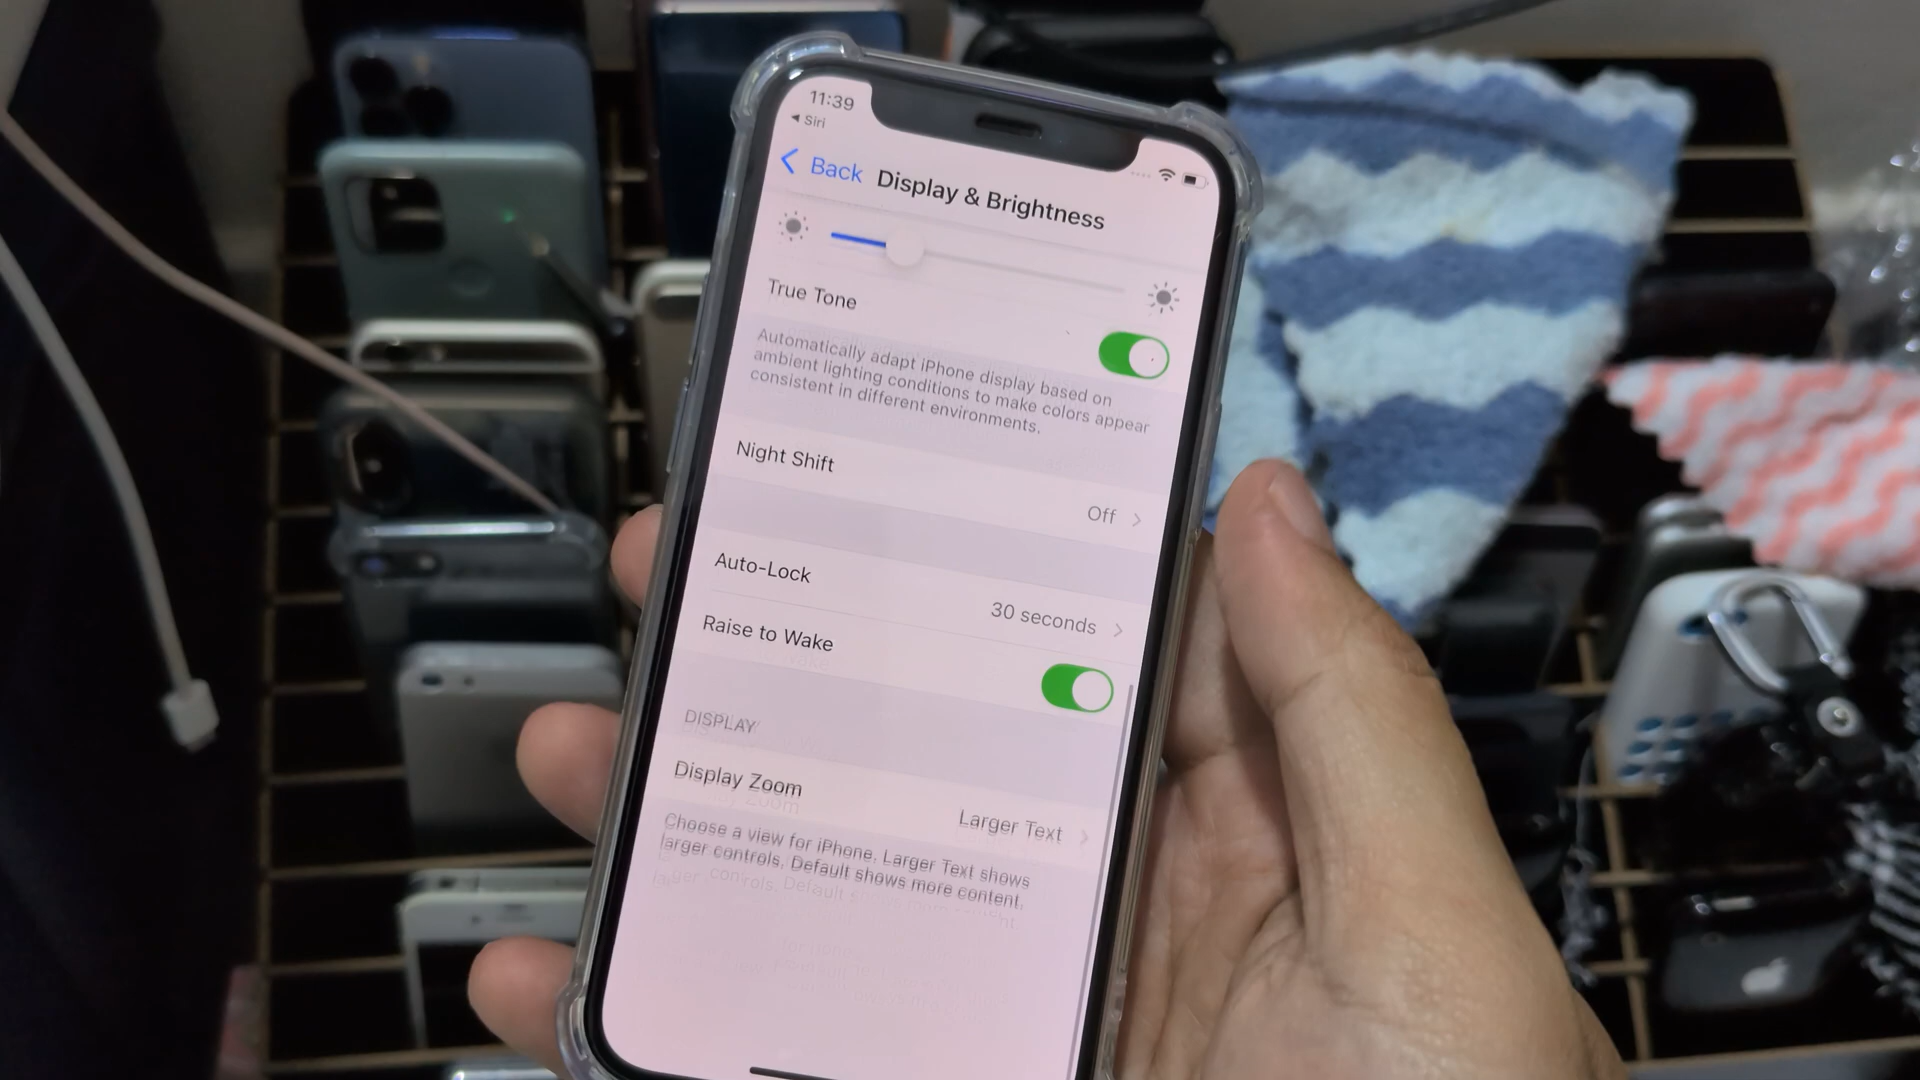 11:39
◀ Siri
Back Display & Brightness
True Tone
Automatically adapt iPhone display based on
ambient lighting conditions to make colors appear
consistent in different environments.
Night Shift
Off
Auto-Lock
30 seconds
Raise to Wake
DISPLAY
Display Zoom
Larger Text
Choose a view for iPhone. Larger Text shows
larger controls. Default shows more content.